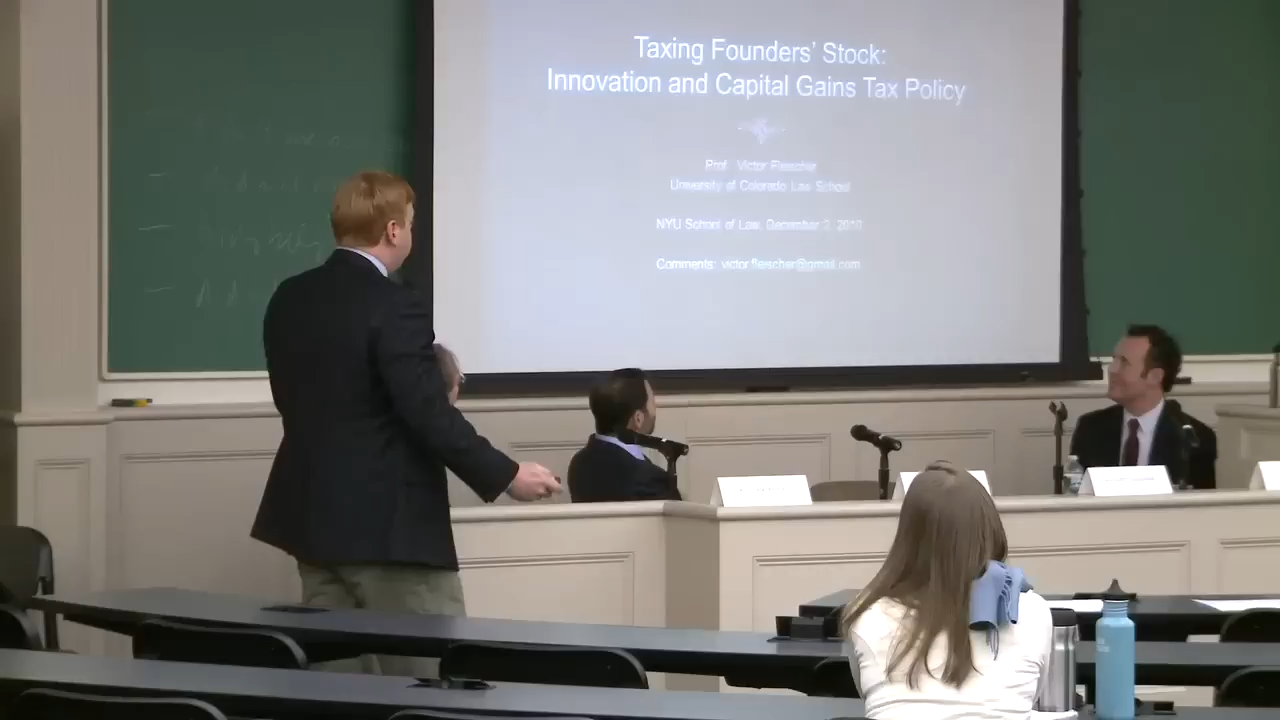 Taxing Founders' Stock:
Innovation and Capital Gains Tax Policy
Prof. Victor Fleischer
University of Colorado Law School
NYU School of Law, December 2, 2010
Comments: victor.fleischer@gmail.com